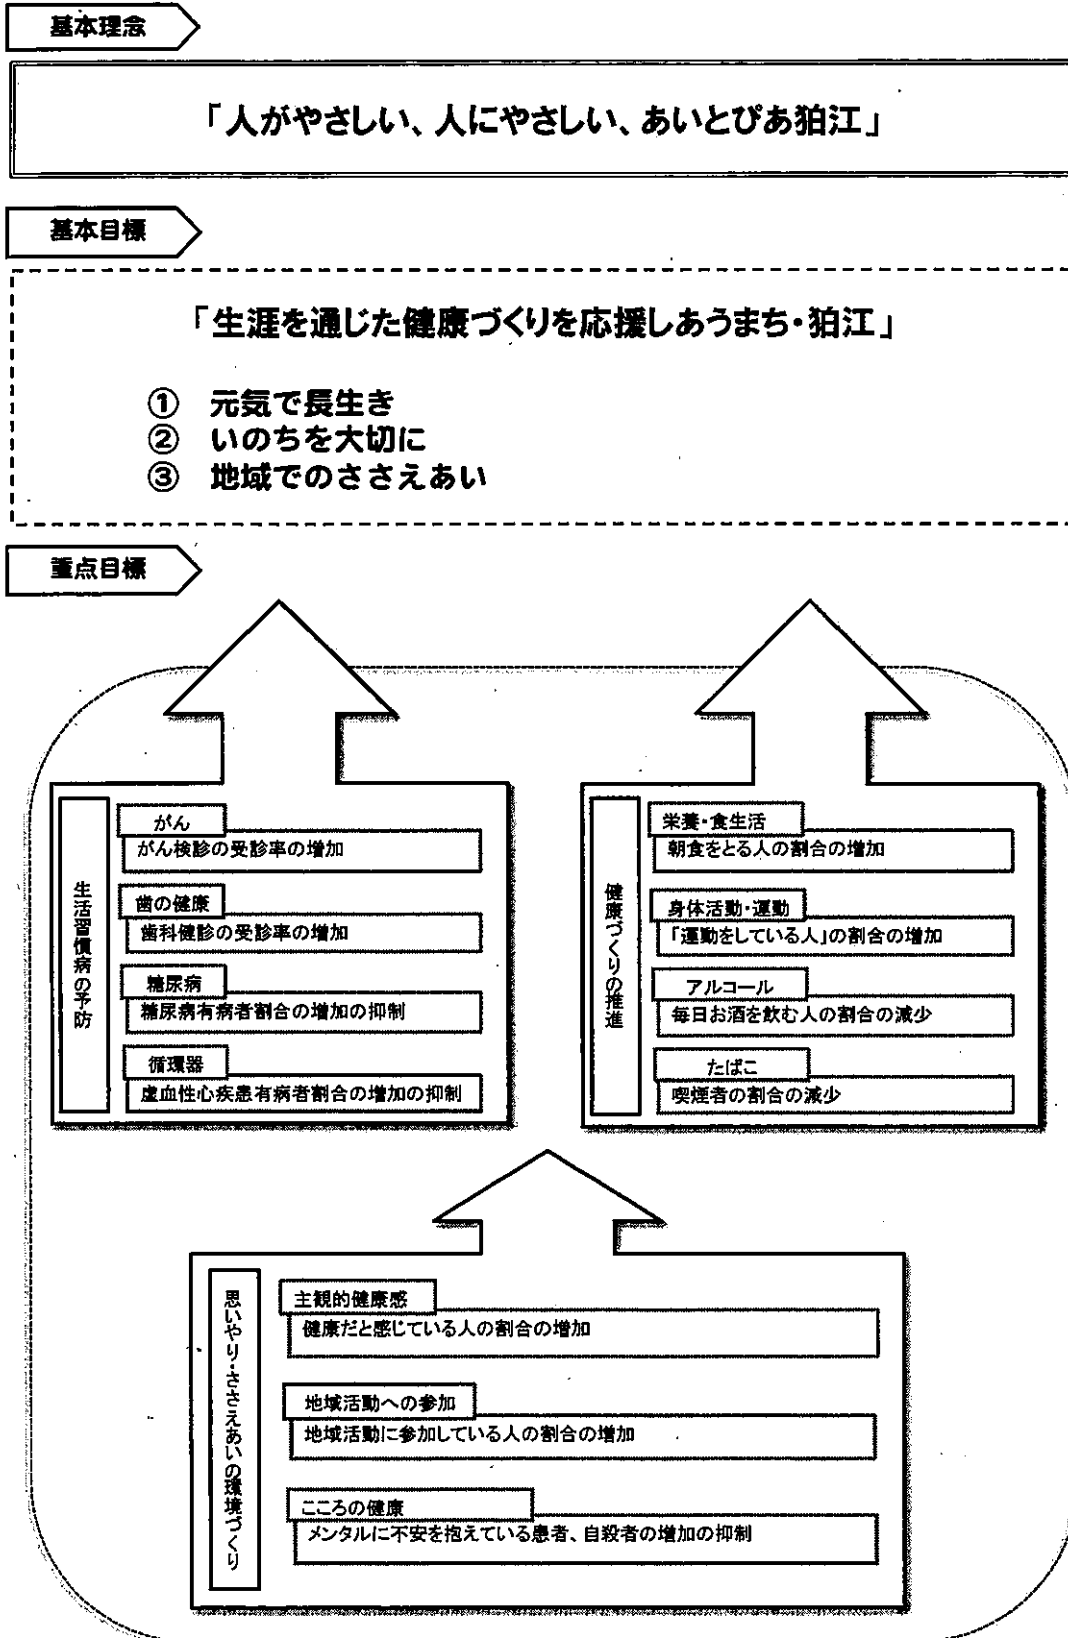 基本理念
「人がやさしい、人にやさしい、あいとぴあ狛江」
基本目標
「生涯を通じた健康づくりを応援しあうまち・狛江」
① 元気で長生き
② いのちを大切に
③ 地域でのささえあい
重点目標
生活習慣病の予防
がん
がん検診の受診率の増加
歯の健康
歯科健診の受診率の増加
糖尿病
糖尿病有病者割合の増加の抑制
循環器
虚血性心疾患有病者割合の増加の抑制
健康づくりの推進
栄養・食生活
朝食をとる人の割合の増加
身体活動・運動
「運動をしている人」の割合の増加
アルコール
毎日お酒を飲む人の割合の減少
たばこ
喫煙者の割合の減少
思いやり・ささえあいの環境づくり
主観的健康感
健康だと感じている人の割合の増加
地域活動への参加
地域活動に参加している人の割合の増加
こころの健康
メンタルに不安を抱えている患者、自殺者の増加の抑制